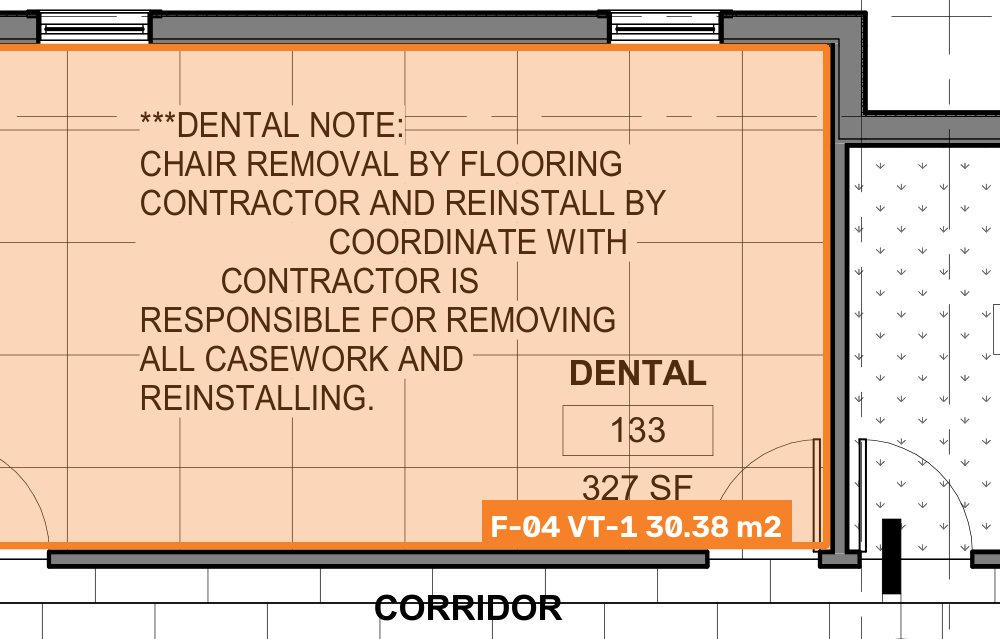 ***DENTAL NOTE:
CHAIR REMOVAL BY FLOORING
CONTRACTOR AND REINSTALL BY
COORDINATE WITH
CONTRACTOR IS
RESPONSIBLE FOR REMOVING
ALL CASEWORK AND
REINSTALLING.
DENTAL
133
327 SF
F-04 VT-1 30.38 m2
CORRIDOR